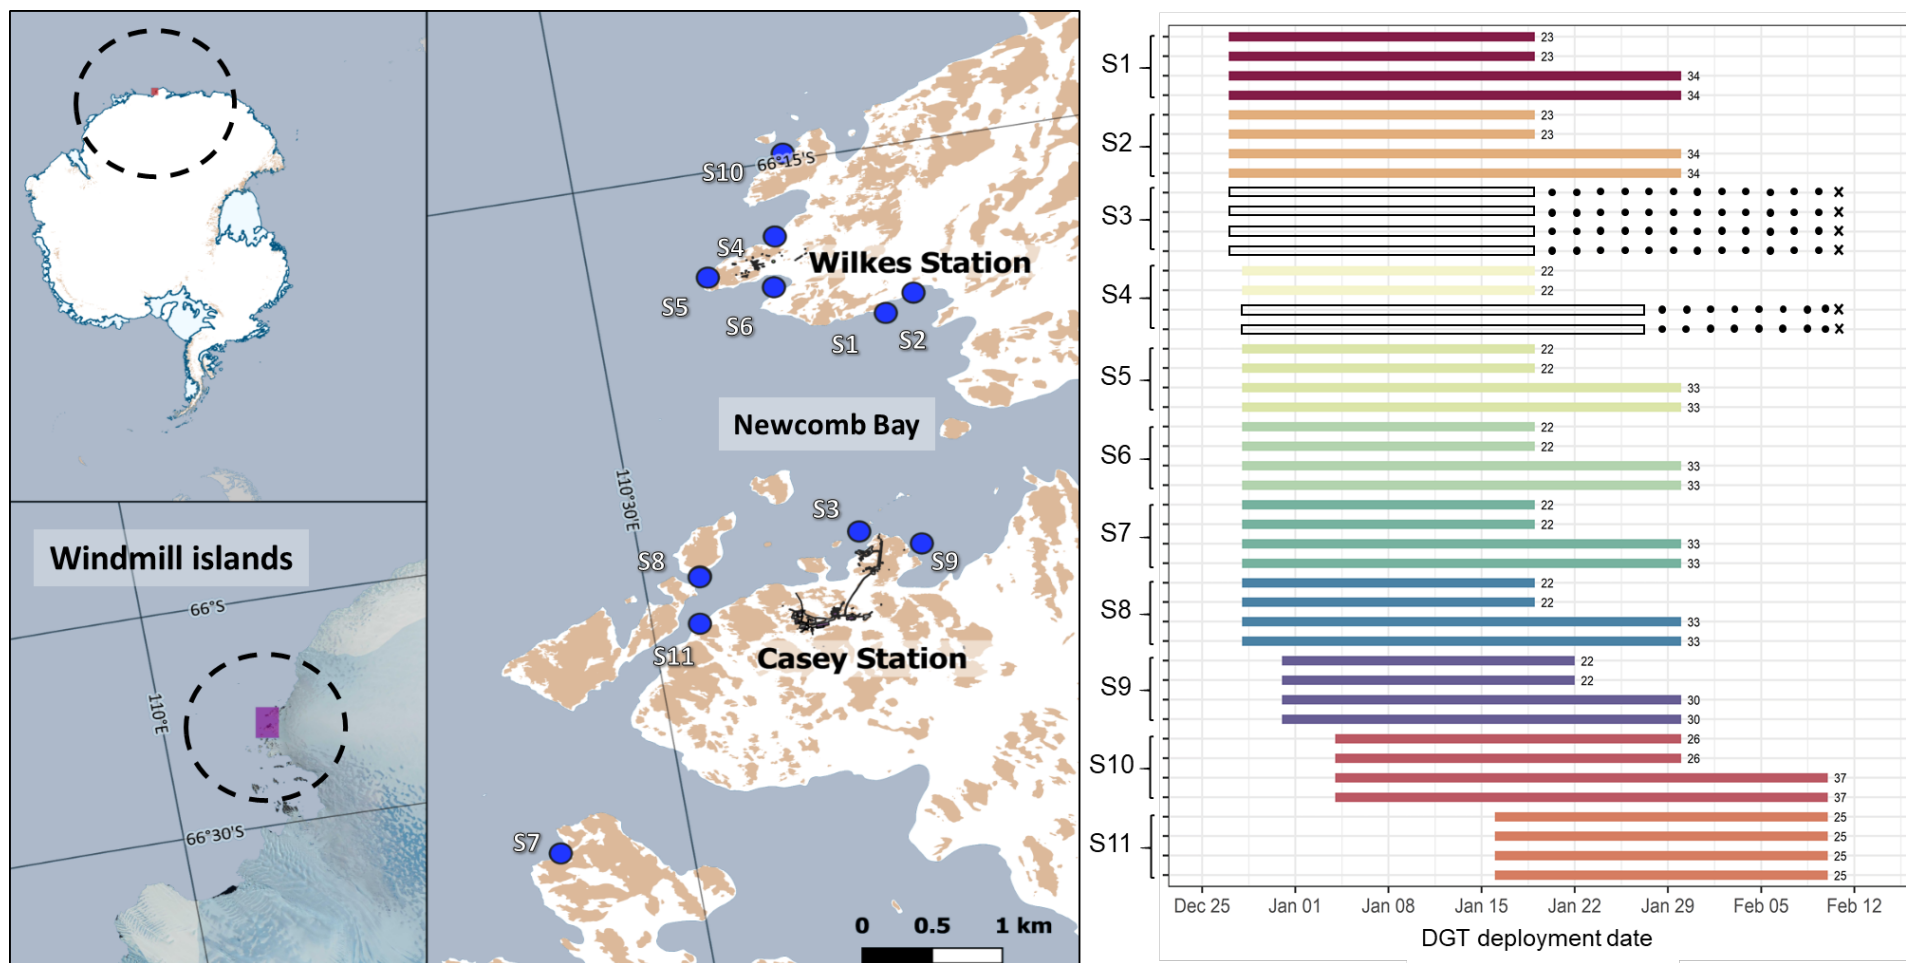 Windmill islands
66°S
110°E
66°30'S
66°15'S
S10
S4
Wilkes Station
S5
S6
S1
S2
Newcomb Bay
110°30'E
S3
S8
S9
S11
Casey Station
S7
0 0.5 1 km
S1
23
23
34
34
S2
23
23
34
34
S3
x
x
x
x
S4
22
22
x
x
S5
22
22
33
33
S6
22
22
33
33
S7
22
22
33
33
S8
22
22
33
33
S9
22
22
30
30
S10
26
26
37
37
S11
25
25
25
25
Dec 25 Jan 01 Jan 08 Jan 15 Jan 22 Jan 29 Feb 05 Feb 12
DGT deployment date